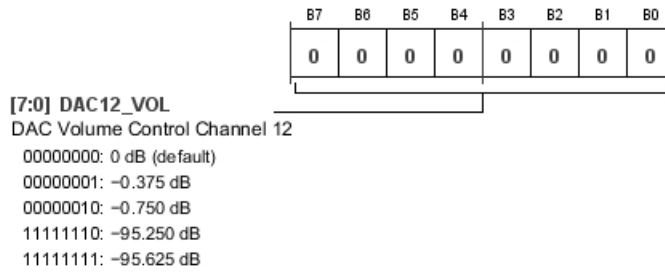 B7 B6 B5 B4 B3 B2 B1 B0
0 0 0 0 0 0 0 0
[7:0] DAC12_VOL
DAC Volume Control Channel 12
00000000: 0 dB (default)
00000001: −0.375 dB
00000010: −0.750 dB
11111110: −95.250 dB
11111111: −95.625 dB